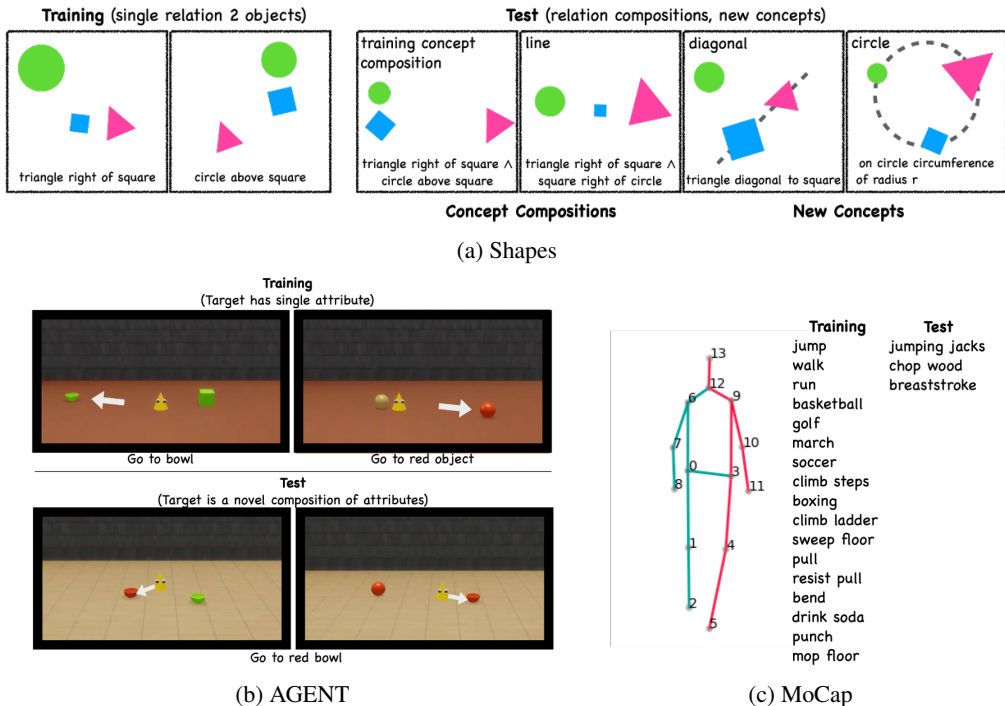 Training (single relation 2 objects)
Test (relation compositions, new concepts)
triangle right of square
circle above square
training concept
composition
triangle right of square ∧
circle above square
line
triangle right of square ∧
square right of circle
diagonal
triangle diagonal to square
circle
on circle circumference
of radius r
Concept Compositions
New Concepts
(a) Shapes
Training
(Target has single attribute)
Go to bowl
Go to red object
Test
(Target is a novel composition of attributes)
Go to red bowl
(b) AGENT
13
12
6
9
7
10
0
3
8
11
1
4
2
5
Training
jump
walk
run
basketball
golf
march
soccer
climb steps
boxing
climb ladder
sweep floor
pull
resist pull
bend
drink soda
punch
mop floor
Test
jumping jacks
chop wood
breaststroke
(c) MoCap